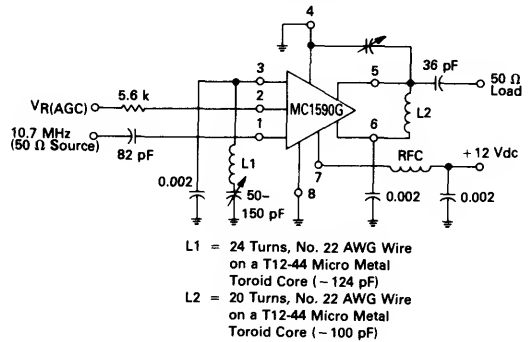 4
36 pF
50 Ω
Load
5
3
5.6 k
VR(AGC)
2
MC1590G
L2
10.7 MHz
(50 Ω Source)
1
6
82 pF
L1
RFC
+12 Vdc
7
0.002
50–
150 pF
8
0.002
0.002
L1 = 24 Turns, No. 22 AWG Wire
on a T12-44 Micro Metal
Toroid Core (~124 pF)
L2 = 20 Turns, No. 22 AWG Wire
on a T12-44 Micro Metal
Toroid Core (~100 pF)